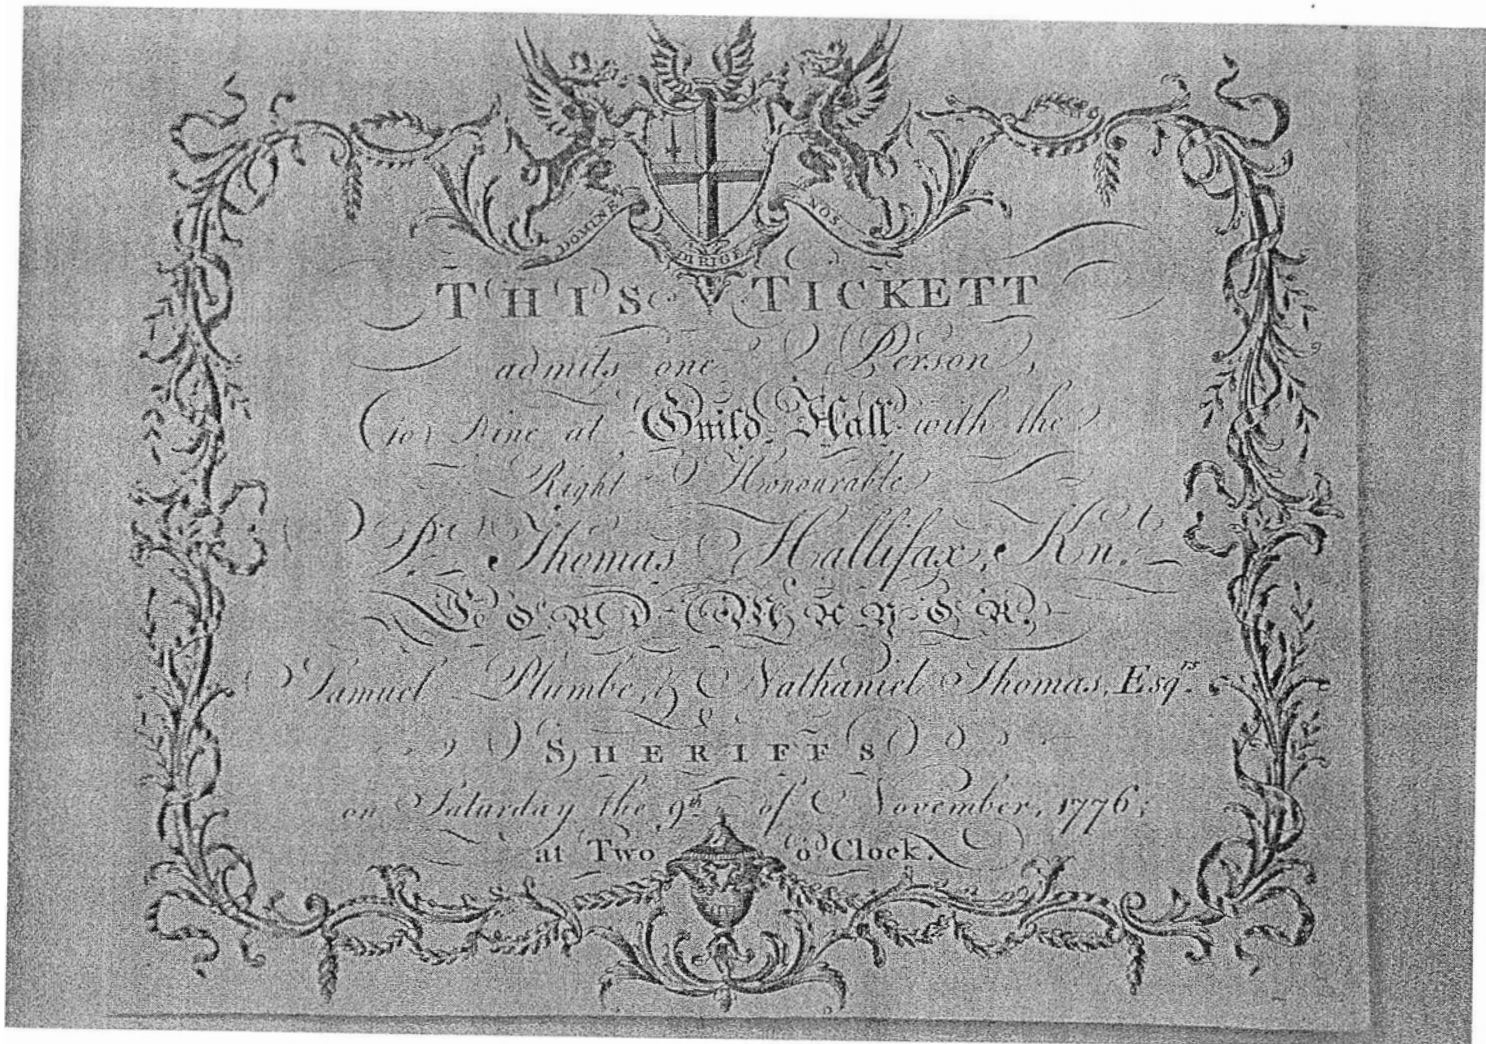 DOMINE DIRIGE NOS
THIS TICKETT
admits one Person,
to dine at Guild Hall with the
Right Honourable
Sr. Thomas Hallifax, Knt.
LORD MAYOR.
Samuel Plumbe, & Nathaniel Thomas, Esqrs.
SHERIFFS
on Saturday the 9th of November, 1776;
at Two o'Clock.